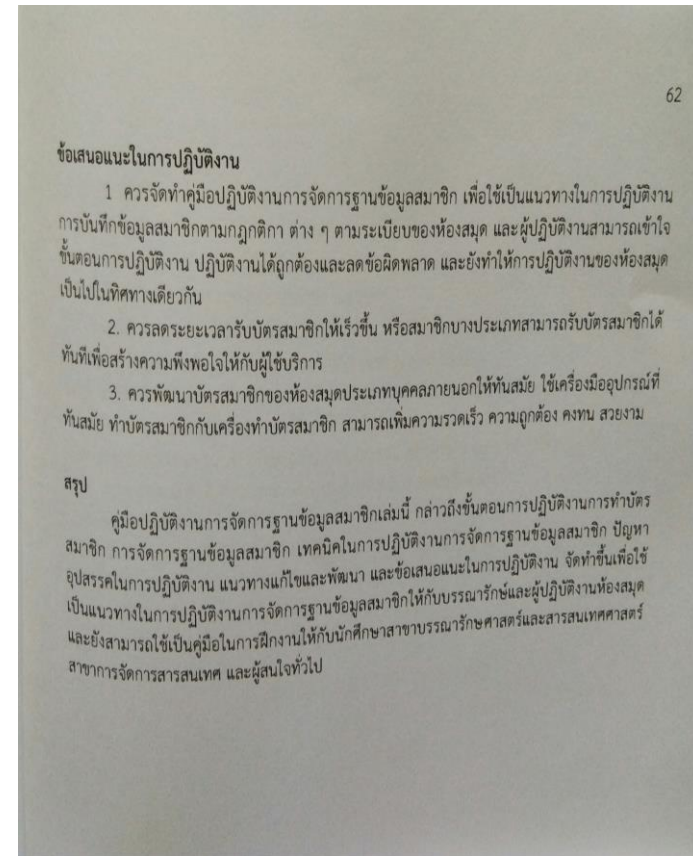 62
ข้อเสนอแนะในการปฏิบัติงาน
1 ควรจัดทำคู่มือปฏิบัติงานการจัดการฐานข้อมูลสมาชิก เพื่อใช้เป็นแนวทางในการปฏิบัติงาน
การบันทึกข้อมูลสมาชิกตามกฎกติกา ต่าง ๆ ตามระเบียบของห้องสมุด และผู้ปฏิบัติงานสามารถเข้าใจ
ขั้นตอนการปฏิบัติงาน ปฏิบัติงานได้ถูกต้องและลดข้อผิดพลาด และยังทำให้การปฏิบัติงานของห้องสมุด
เป็นไปในทิศทางเดียวกัน
2. ควรลดระยะเวลารับบัตรสมาชิกให้เร็วขึ้น หรือสมาชิกบางประเภทสามารถรับบัตรสมาชิกได้
ทันทีเพื่อสร้างความพึงพอใจให้กับผู้ใช้บริการ
3. ควรพัฒนาบัตรสมาชิกของห้องสมุดประเภทบุคคลภายนอกให้ทันสมัย ใช้เครื่องมืออุปกรณ์ที่
ทันสมัย ทำบัตรสมาชิกกับเครื่องทำบัตรสมาชิก สามารถเพิ่มความรวดเร็ว ความถูกต้อง คงทน สวยงาม
สรุป
คู่มือปฏิบัติงานการจัดการฐานข้อมูลสมาชิกเล่มนี้ กล่าวถึงขั้นตอนการปฏิบัติงานการทำบัตร
สมาชิก การจัดการฐานข้อมูลสมาชิก เทคนิคในการปฏิบัติงานการจัดการฐานข้อมูลสมาชิก ปัญหา
อุปสรรคในการปฏิบัติงาน แนวทางแก้ไขและพัฒนา และข้อเสนอแนะในการปฏิบัติงาน จัดทำขึ้นเพื่อใช้
เป็นแนวทางในการปฏิบัติงานการจัดการฐานข้อมูลสมาชิกให้กับบรรณารักษ์และผู้ปฏิบัติงานห้องสมุด
และยังสามารถใช้เป็นคู่มือในการฝึกงานให้กับนักศึกษาสาขาบรรณารักษศาสตร์และสารสนเทศศาสตร์
สาขาการจัดการสารสนเทศ และผู้สนใจทั่วไป